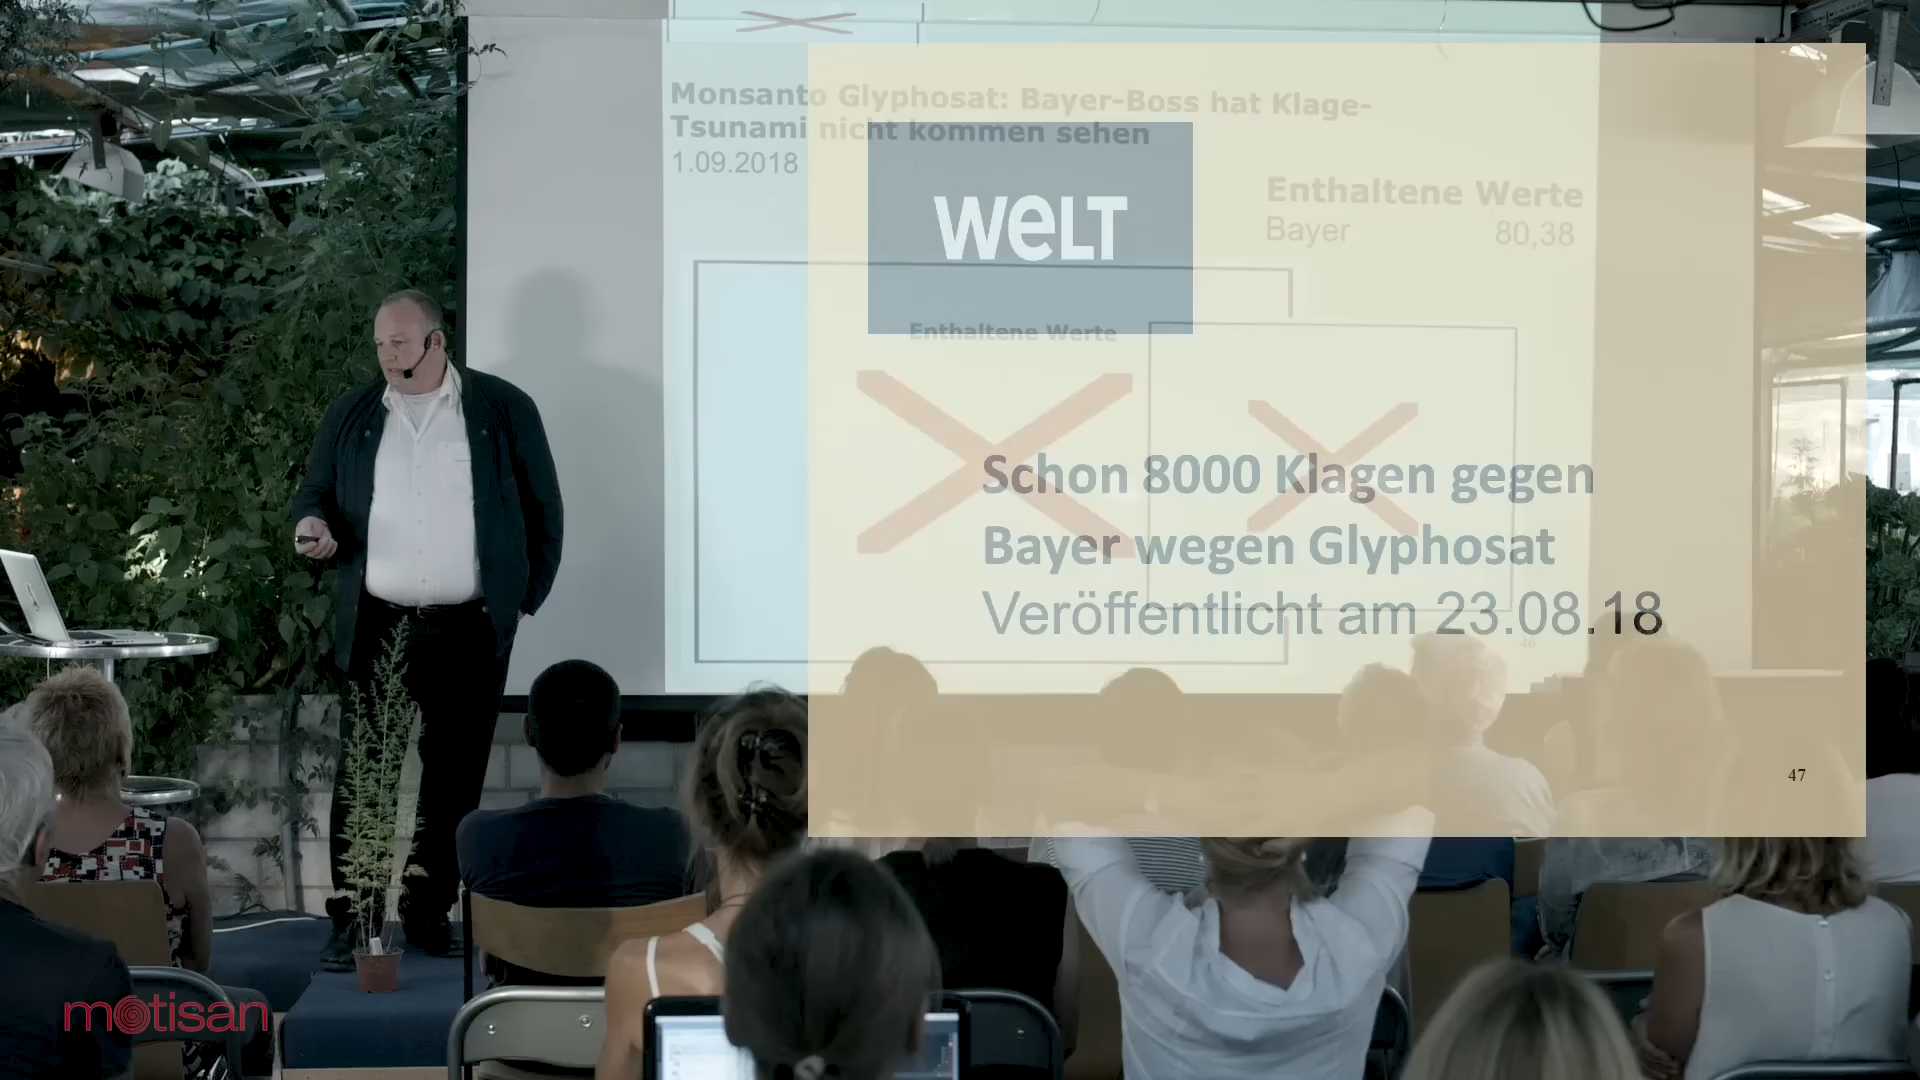 Monsanto Glyphosat: Bayer-Boss hat Klage-
Tsunami nicht kommen sehen
1.09.2018
Enthaltene Werte
Bayer 80,38
WELT
Enthaltene Werte
Schon 8000 Klagen gegen
Bayer wegen Glyphosat
Veröffentlicht am 23.08.18
46
47
motisan